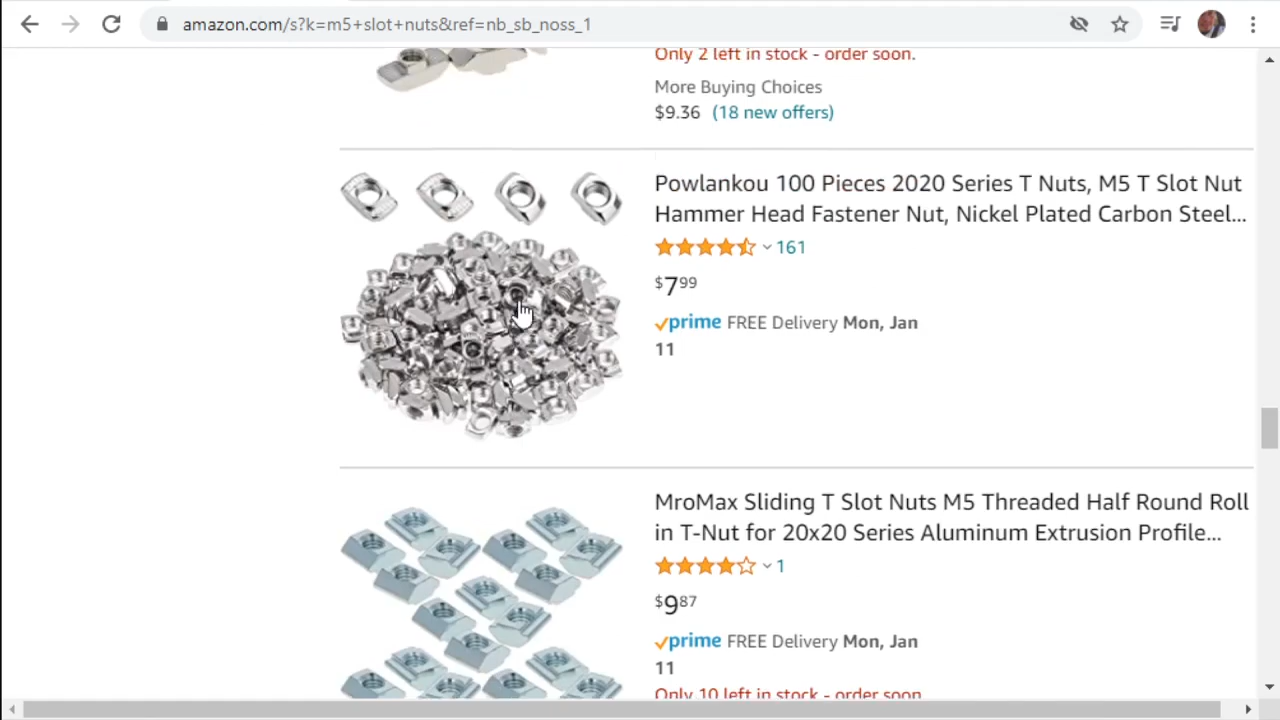 amazon.com/s?k=m5+slot+nuts&ref=nb_sb_noss_1
Only 2 left in stock - order soon.
More Buying Choices
$9.36 (18 new offers)
Powlankou 100 Pieces 2020 Series T Nuts, M5 T Slot Nut
Hammer Head Fastener Nut, Nickel Plated Carbon Steel...
161
$7 99
prime FREE Delivery Mon, Jan
11
MroMax Sliding T Slot Nuts M5 Threaded Half Round Roll
in T-Nut for 20x20 Series Aluminum Extrusion Profile...
1
$9 87
prime FREE Delivery Mon, Jan
11
Only 10 left in stock - order soon